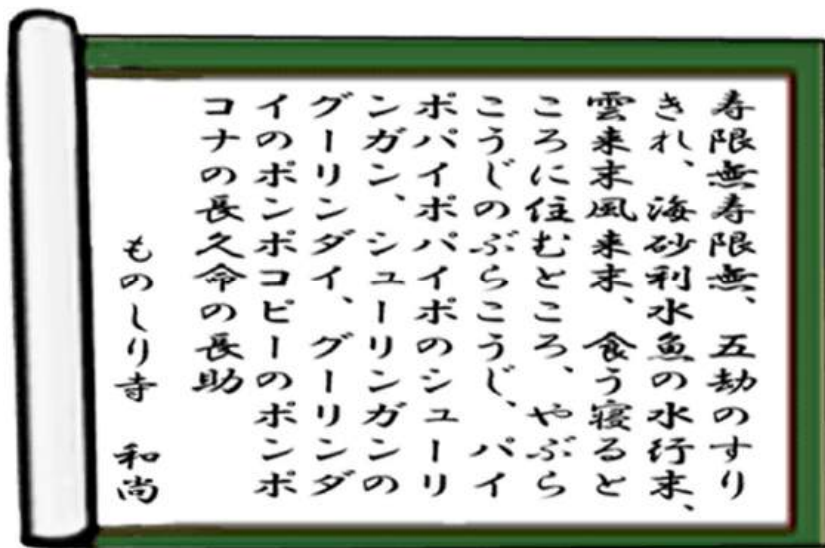 寿限無寿限無、五劫のすり
きれ、海砂利水魚の水行末、
雲来末風来末、食う寝ると
ころに住むところ、やぶら
こうじのぶらこうじ、パイ
ポパイポパイポのシューリ
ンガン、シューリンガンの
グーリンダイ、グーリンダ
イのポンポコピーのポンポ
コナの長久命の長助
ものしり寺　和尚